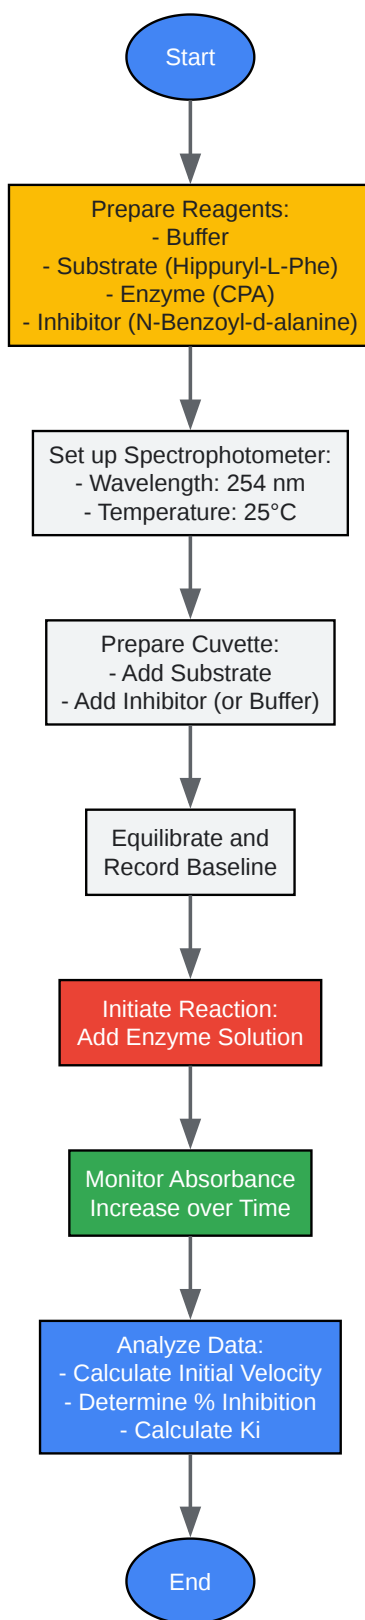 Start
Prepare Reagents:
- Buffer
- Substrate (Hippuryl-L-Phe)
- Enzyme (CPA)
- Inhibitor (N-Benzoyl-d-alanine)
Set up Spectrophotometer:
- Wavelength: 254 nm
- Temperature: 25°C
Prepare Cuvette:
- Add Substrate
- Add Inhibitor (or Buffer)
Equilibrate and
Record Baseline
Initiate Reaction:
Add Enzyme Solution
Monitor Absorbance
Increase over Time
Analyze Data:
- Calculate Initial Velocity
- Determine % Inhibition
- Calculate Ki
End